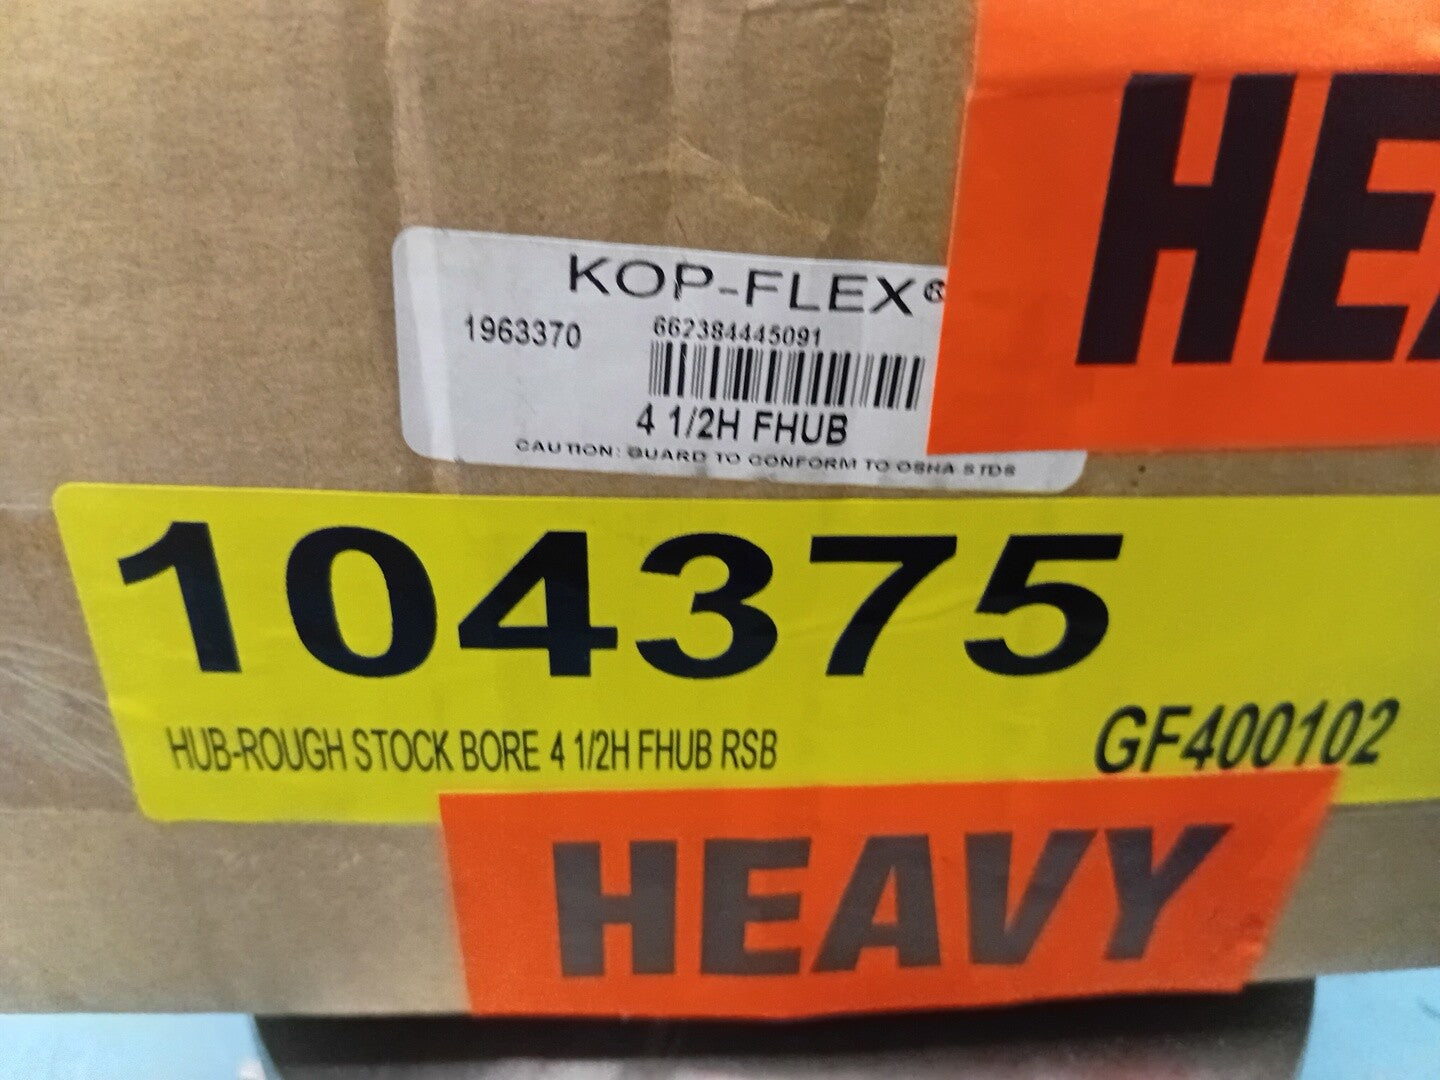 HE
KOP-FLEX®
1963370
662384445091
4 1/2H FHUB
CAUTION: GUARD TO CONFORM TO OSHA STDS
104375
HUB-ROUGH STOCK BORE 4 1/2H FHUB RSB
GF400102
HEAVY